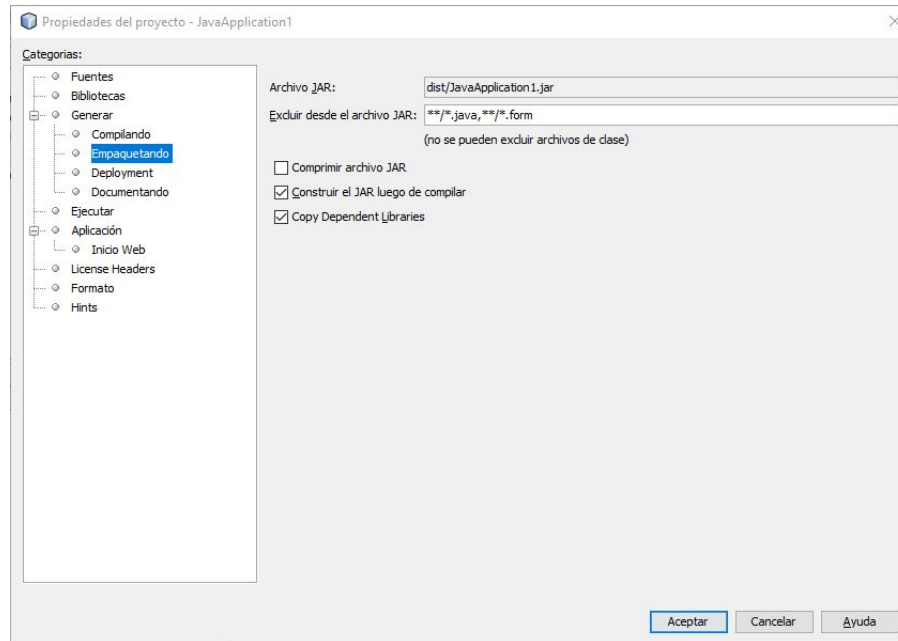 Propiedades del proyecto - JavaApplication1
Categorias:
Fuentes
Bibliotecas
Generar
Compilando
Empaquetando
Deployment
Documentando
Ejecutar
Aplicación
Inicio Web
License Headers
Formato
Hints
Archivo JAR: dist/JavaApplication1.jar
Excluir desde el archivo JAR: **/*.java,**/*.form
(no se pueden excluir archivos de clase)
Comprimir archivo JAR
Construir el JAR luego de compilar
Copy Dependent Libraries
Aceptar Cancelar Ayuda